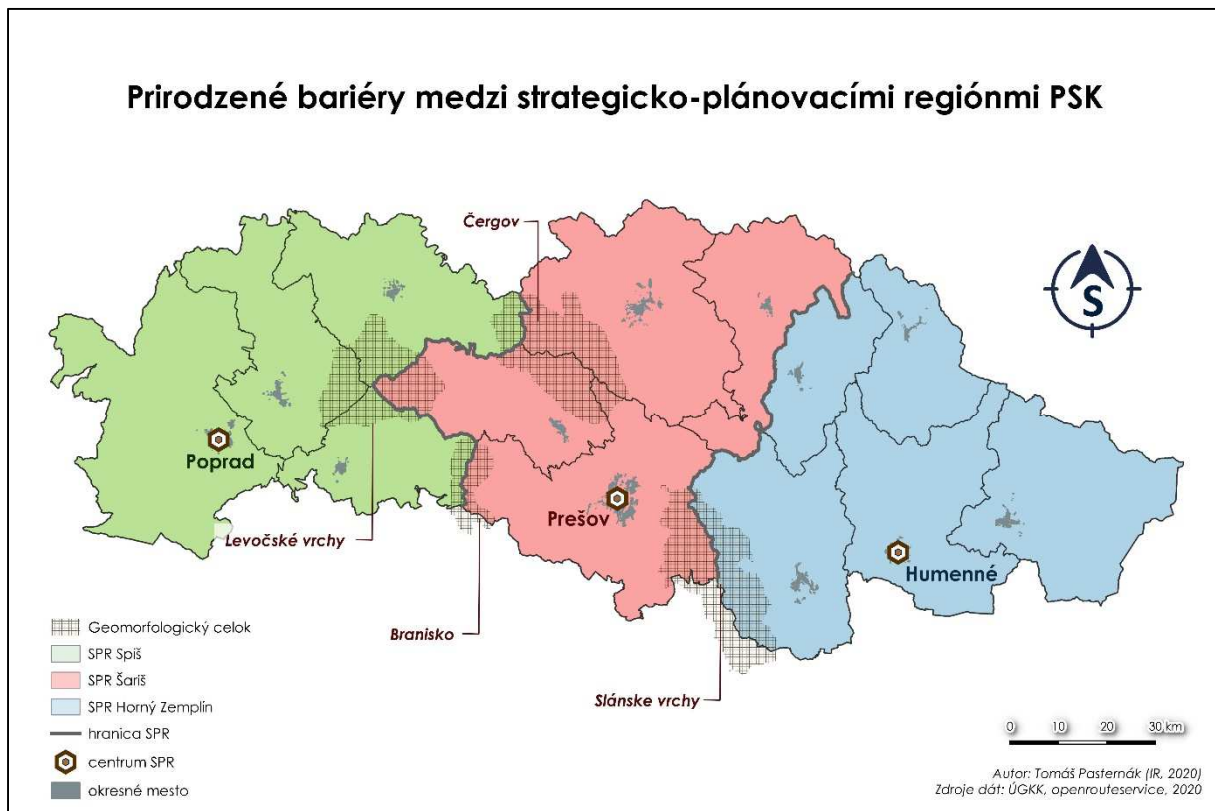 Prirodzené bariéry medzi strategicko-plánovacími regiónmi PSK
Čergov
S
Poprad
Prešov
Humenné
Levočské vrchy
Branisko
Slánske vrchy
Geomorfologický celok
SPR Spiš
SPR Šariš
SPR Horný Zemplín
hranica SPR
centrum SPR
okresné mesto
0 10 20 30 km
Autor: Tomáš Pasternák (IR, 2020)
Zdroje dát: ÚGKK, openrouteservice, 2020